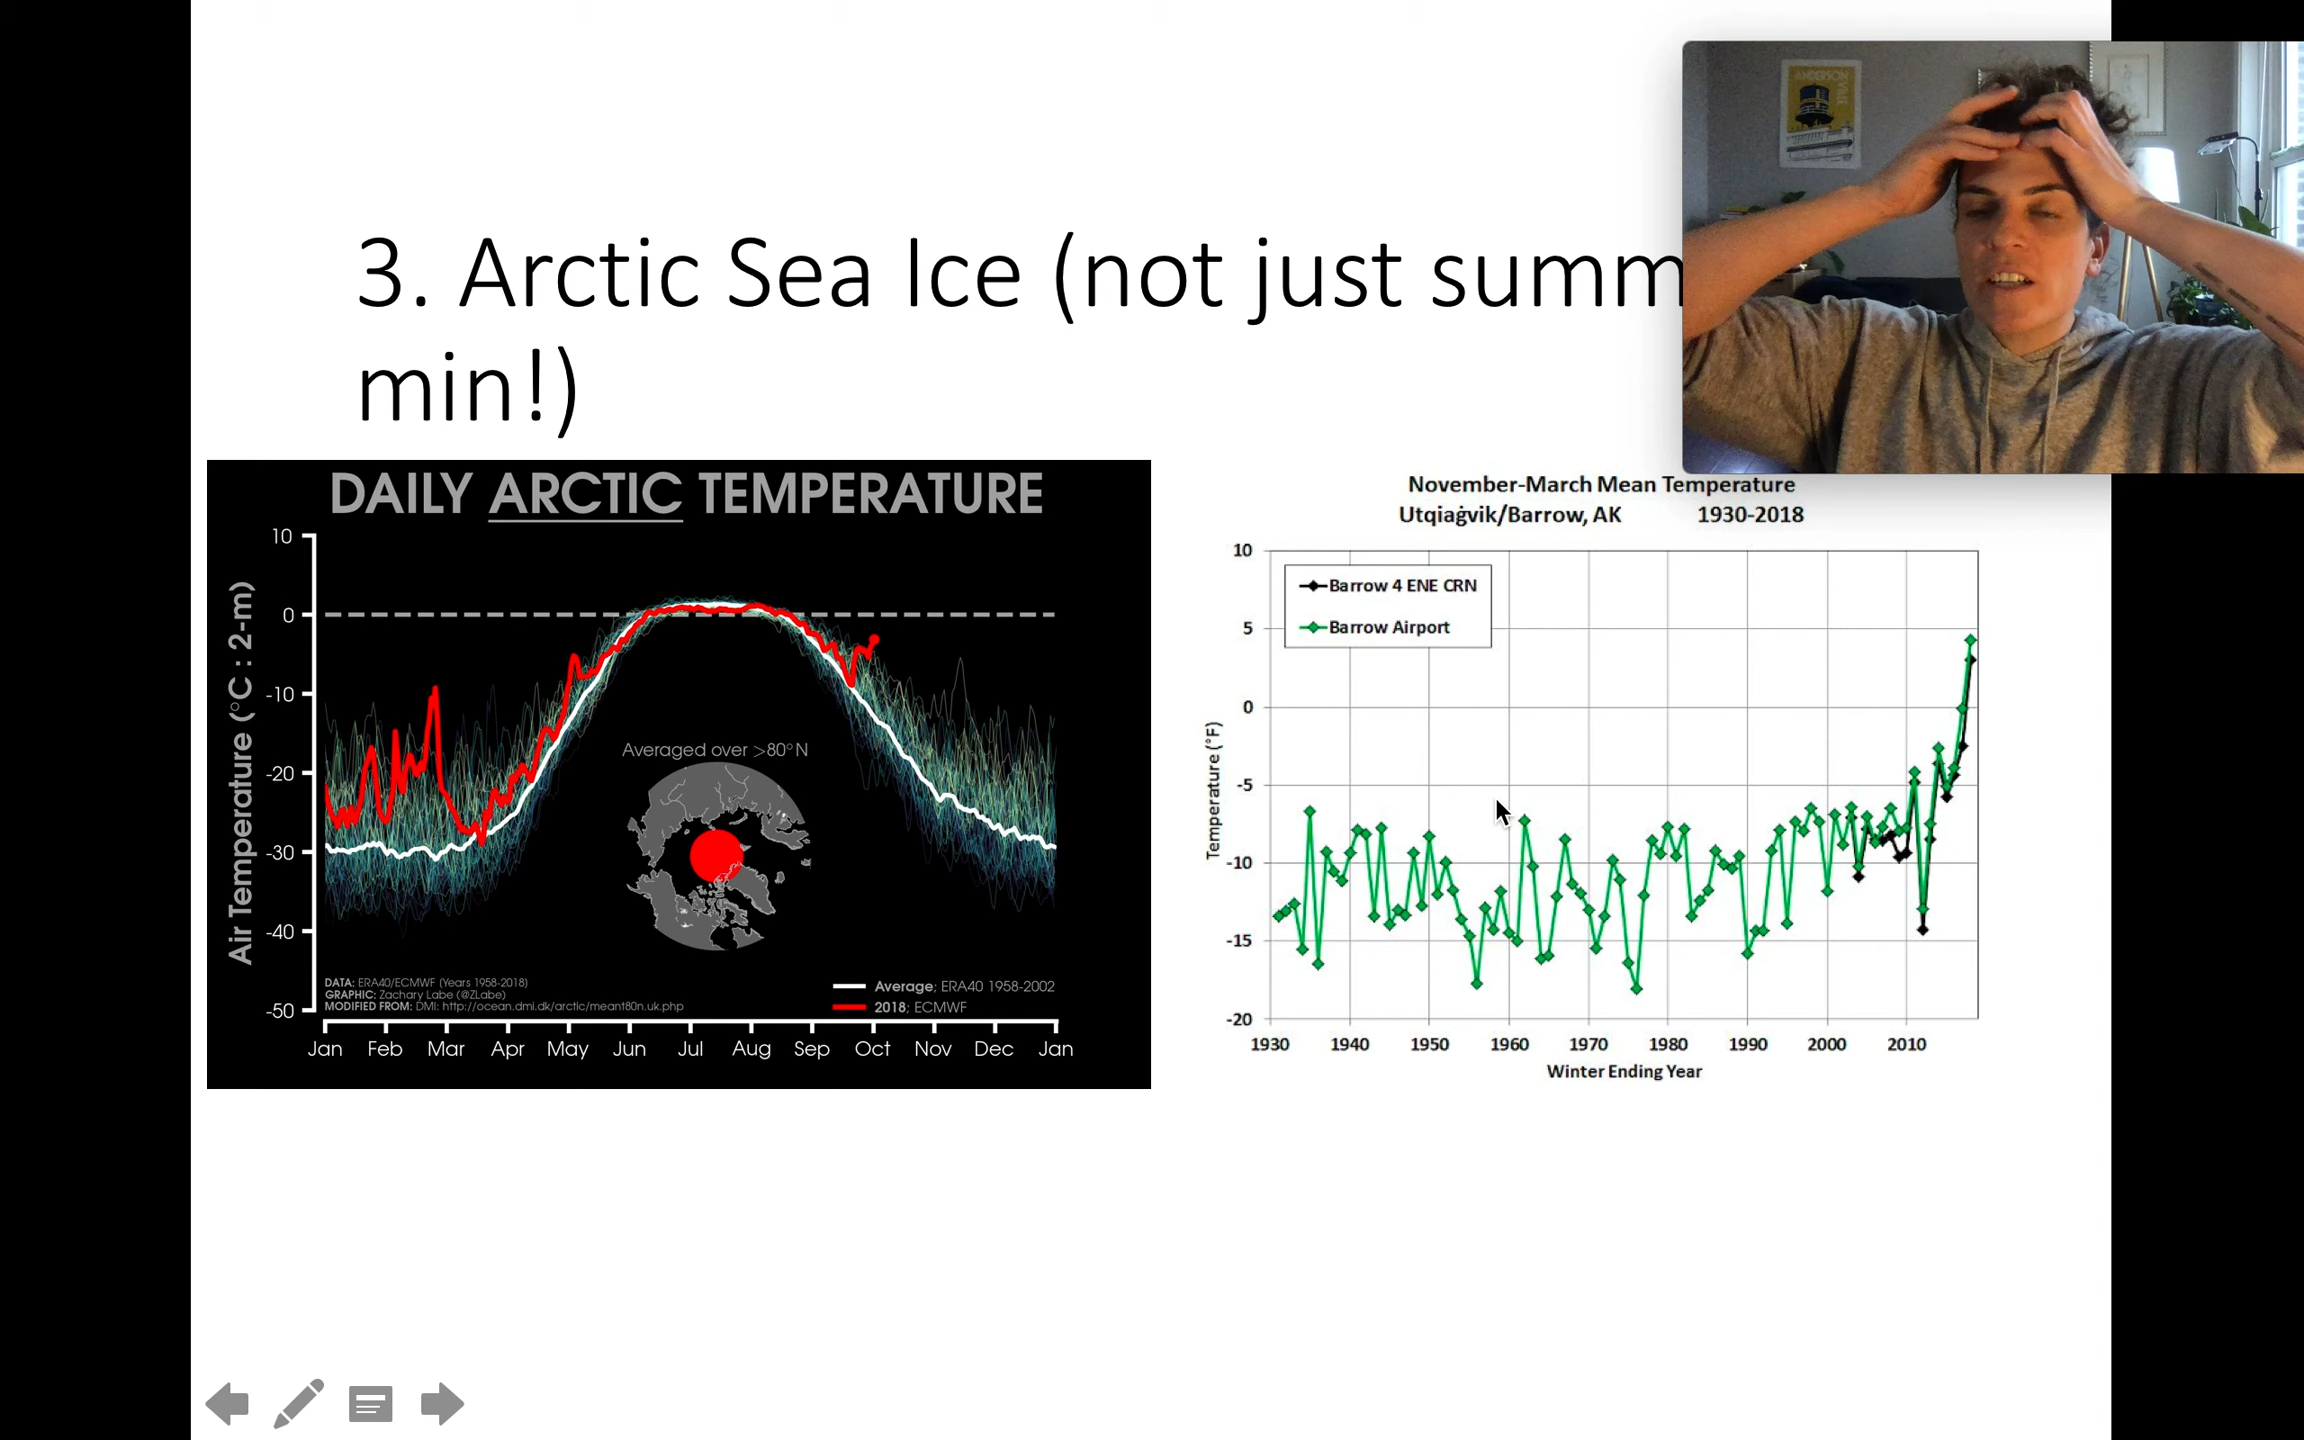 3. Arctic Sea Ice (not just summ
min!)
ANDERSON
VILLE
DAILY ARCTIC TEMPERATURE
10
0
-10
-20
-30
-40
-50
Air Temperature (°C : 2-m)
Averaged over >80°N
DATA: ERA40/ECMWF (Years 1958-2018)
GRAPHIC: Zachary Labe (@ZLabe)
MODIFIED FROM: DMI: http://ocean.dmi.dk/arctic/meant80n.uk.php
Average; ERA40 1958-2002
2018; ECMWF
Jan Feb Mar Apr May Jun Jul Aug Sep Oct Nov Dec Jan
November-March Mean Temperature
Utqiaġvik/Barrow, AK 1930-2018
10
5
0
-5
-10
-15
-20
Temperature (°F)
Barrow 4 ENE CRN
Barrow Airport
1930 1940 1950 1960 1970 1980 1990 2000 2010
Winter Ending Year